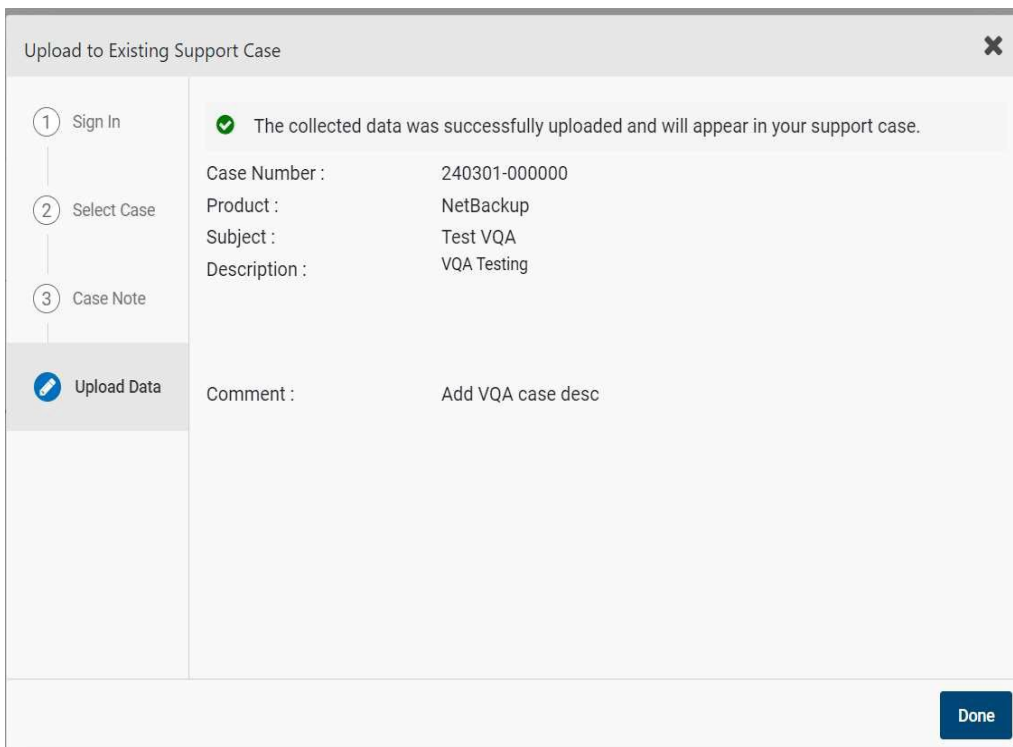 Upload to Existing Support Case
1 Sign In
2 Select Case
3 Case Note
Upload Data
The collected data was successfully uploaded and will appear in your support case.
Case Number : 240301-000000
Product : NetBackup
Subject : Test VQA
Description : VQA Testing
Comment : Add VQA case desc
Done